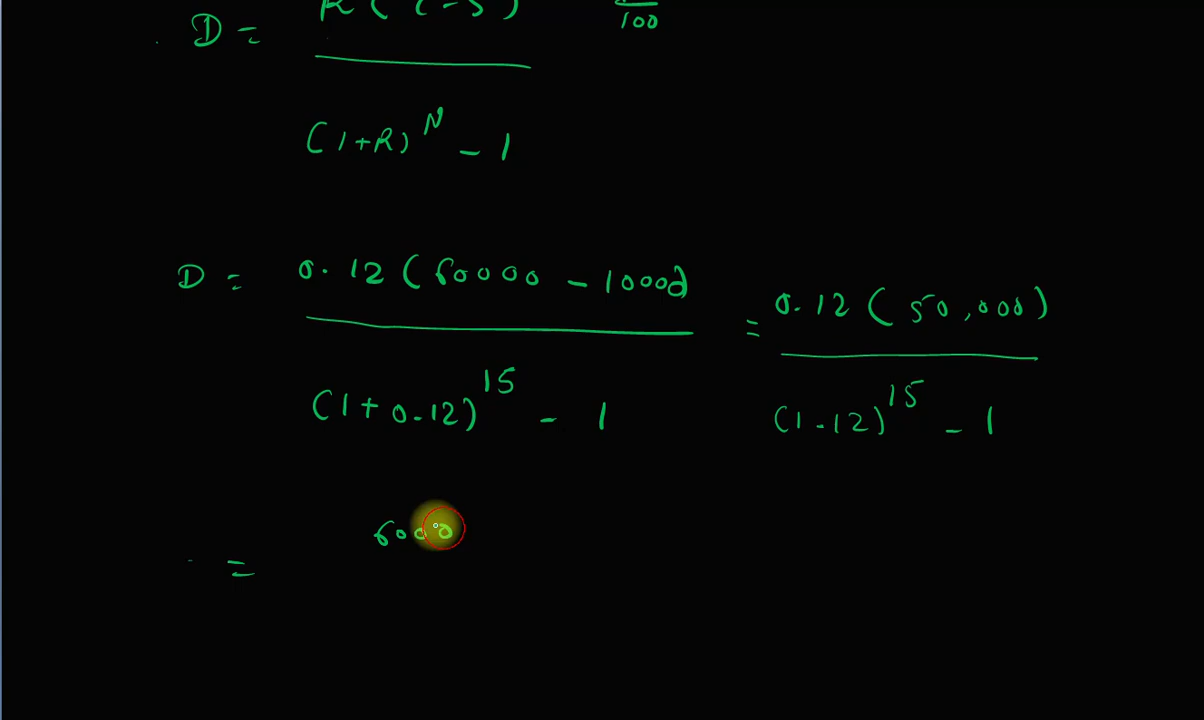 D = R ( C - S )
100
(1+R)^N - 1
D = 0.12 ( 60000 - 10000) = 0.12 ( 50,000)
(1 + 0.12)^15 - 1 (1.12)^15 - 1
= 6000